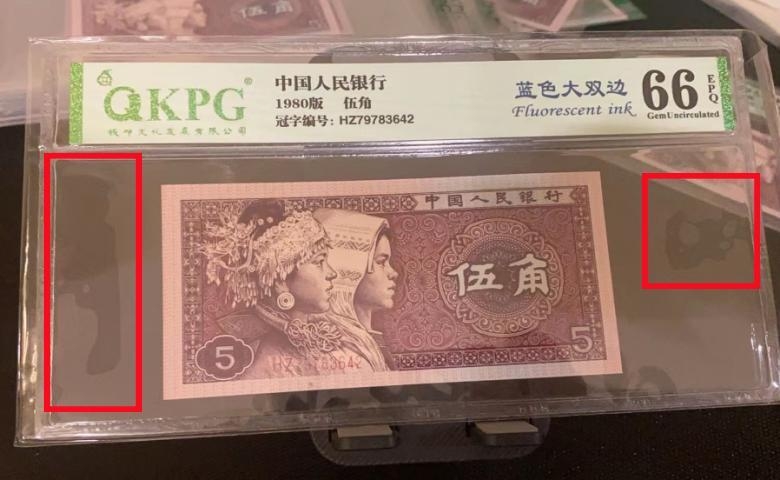 QKPG®
钱邮文化发展有限公司
中国人民银行
1980版 伍角
冠字编号: HZ79783642
蓝色大双边
Fluorescent ink
66
EPQ
Gem Uncirculated
中国人民银行
伍角
5
HZ79783642
5